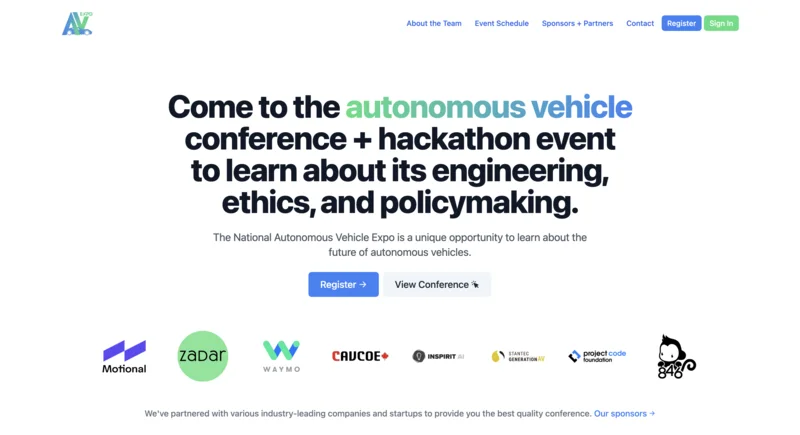 AV EXPO
About the Team
Event Schedule
Sponsors + Partners
Contact
Register
Sign In
Come to the autonomous vehicle
conference + hackathon event
to learn about its engineering,
ethics, and policymaking.
The National Autonomous Vehicle Expo is a unique opportunity to learn about the
future of autonomous vehicles.
Register →
View Conference
Motional
ZADAR
WAYMO
CAVCOE
INSPIRIT AI
STANTEC
GENERATION AV
project code
foundation
848
We've partnered with various industry-leading companies and startups to provide you the best quality conference. Our sponsors →